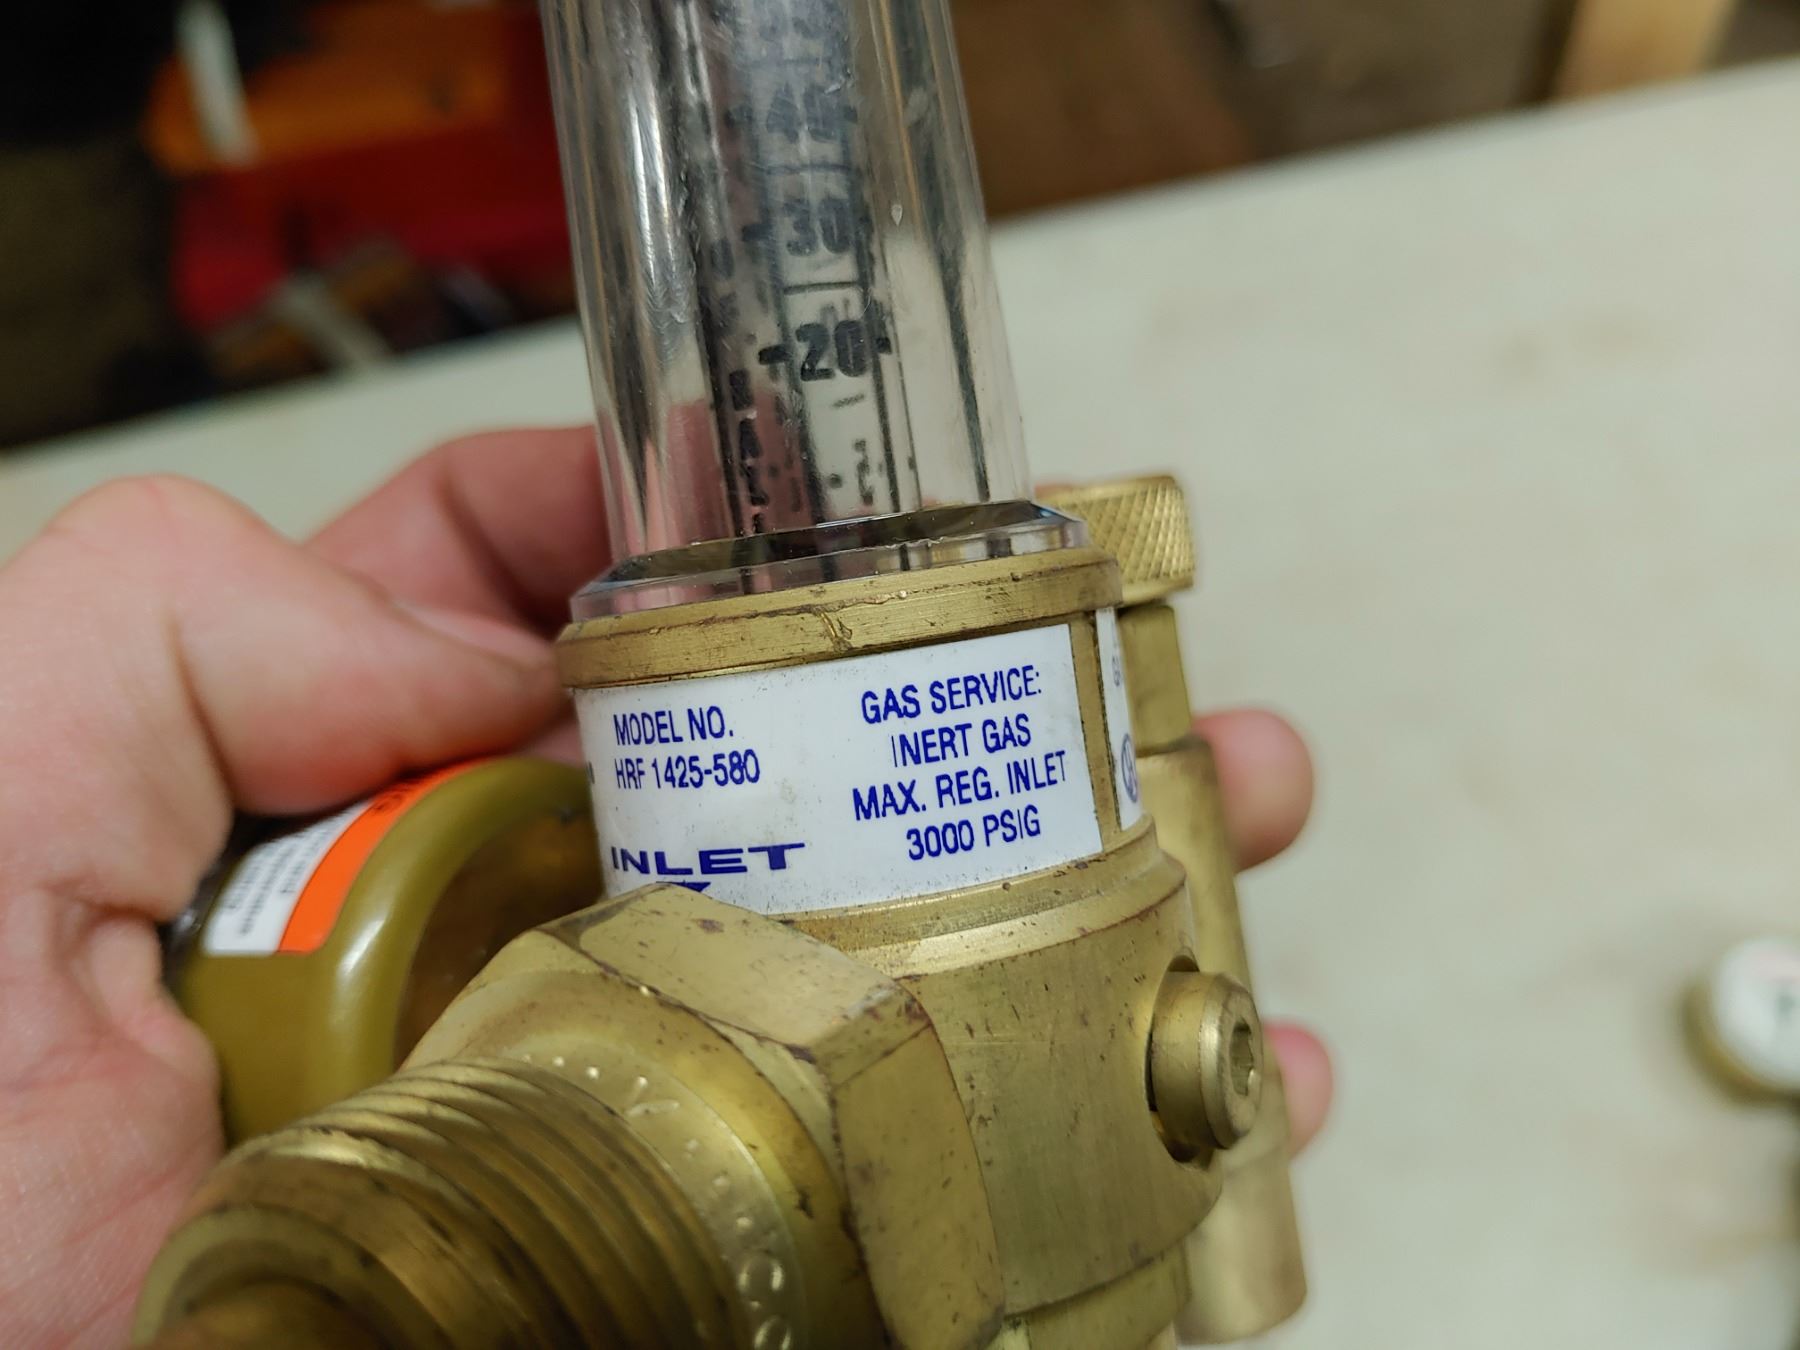 30
20
MODEL NO.
HRF 1425-580
INLET
GAS SERVICE:
INERT GAS
MAX. REG. INLET
3000 PSIG